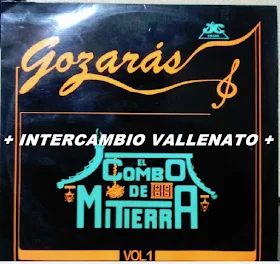 Gozarás
+ INTERCAMBIO VALLENATO +
EL
COMBO
DE
MI TIERRA
VOL 1